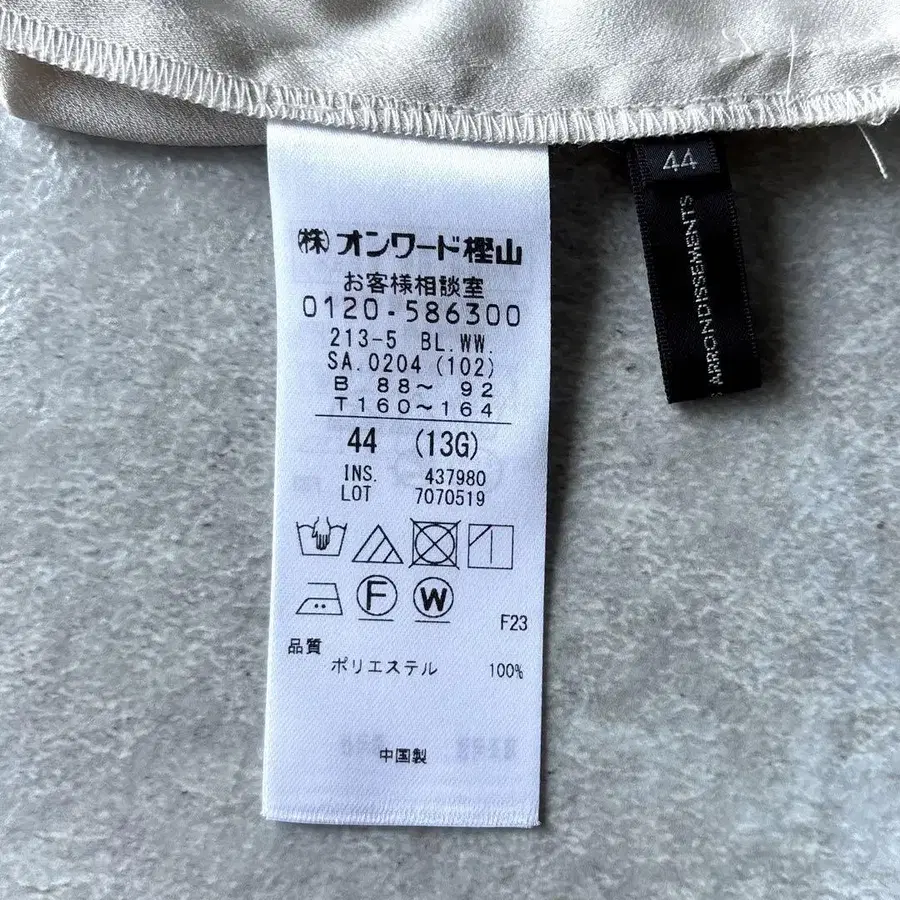 (株)オンワード樫山
お客様相談室
0120-586300
213-5 BL.WW.
SA.0204 (102)
B 88～ 92
T160～164
44 (13G)
INS. 437980
LOT 7070519
F W
F23
品質
ポリエステル 100%
中国製
44
ARRONDISSEMENTS